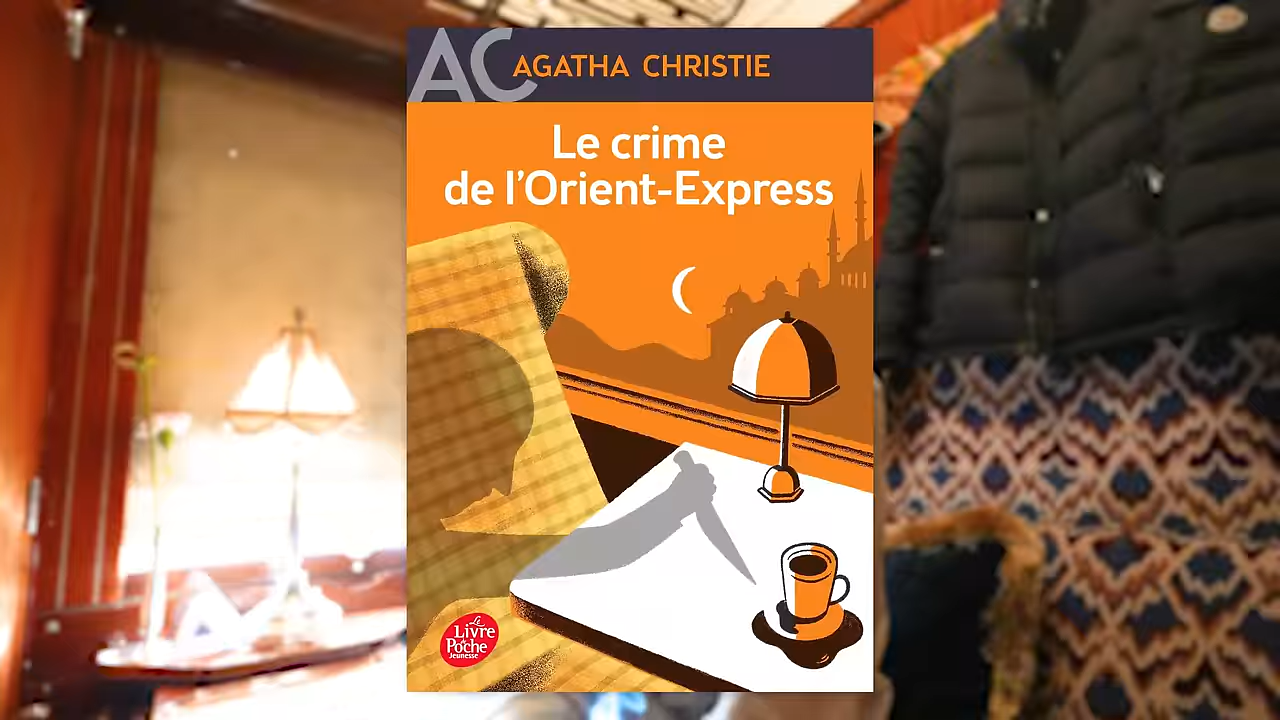 AC
AGATHA CHRISTIE
Le crime
de l'Orient-Express
Le
Livre
de
Poche
Jeunesse